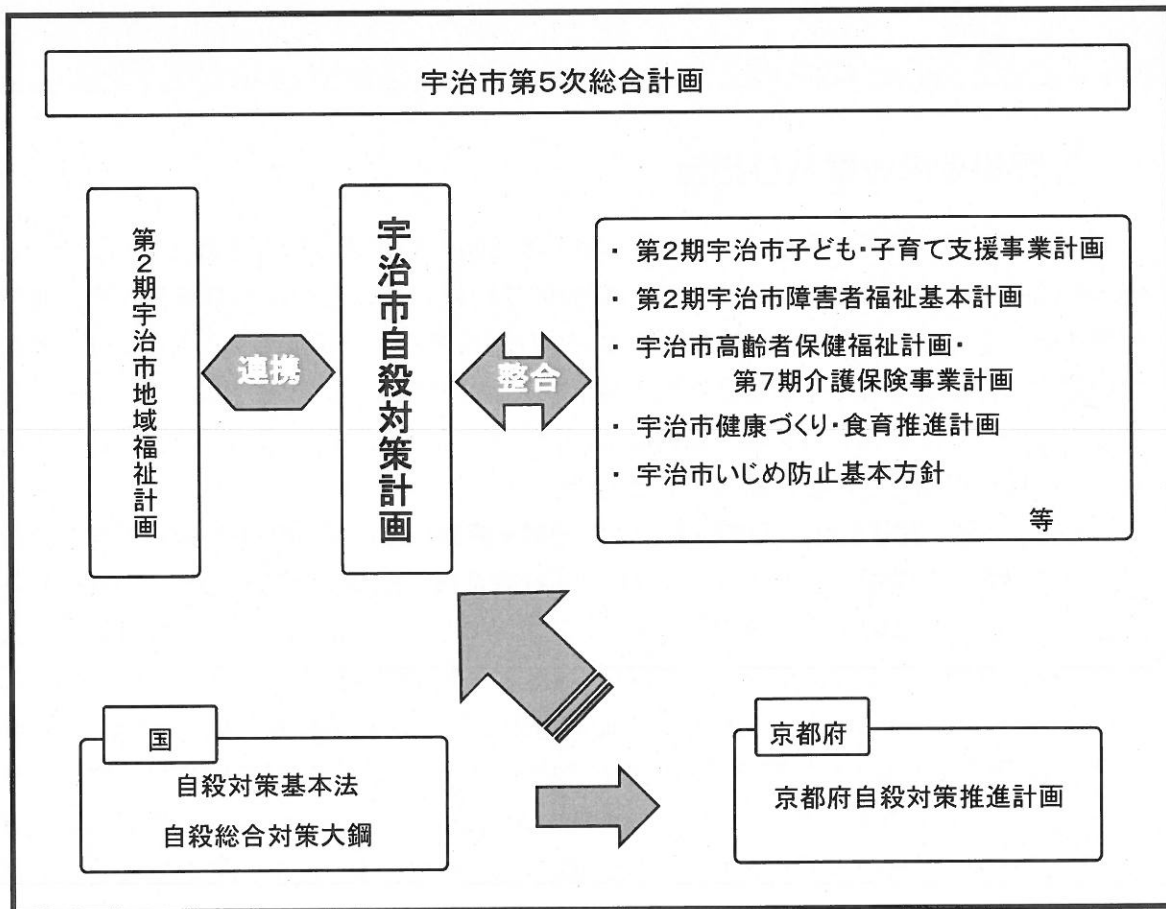 宇治市第5次総合計画
第2期宇治市地域福祉計画
連携
宇治市自殺対策計画
整合
・ 第2期宇治市子ども・子育て支援事業計画
・ 第2期宇治市障害者福祉基本計画
・ 宇治市高齢者保健福祉計画・
第7期介護保険事業計画
・ 宇治市健康づくり・食育推進計画
・ 宇治市いじめ防止基本方針
等
国
自殺対策基本法
自殺総合対策大鋼
京都府
京都府自殺対策推進計画